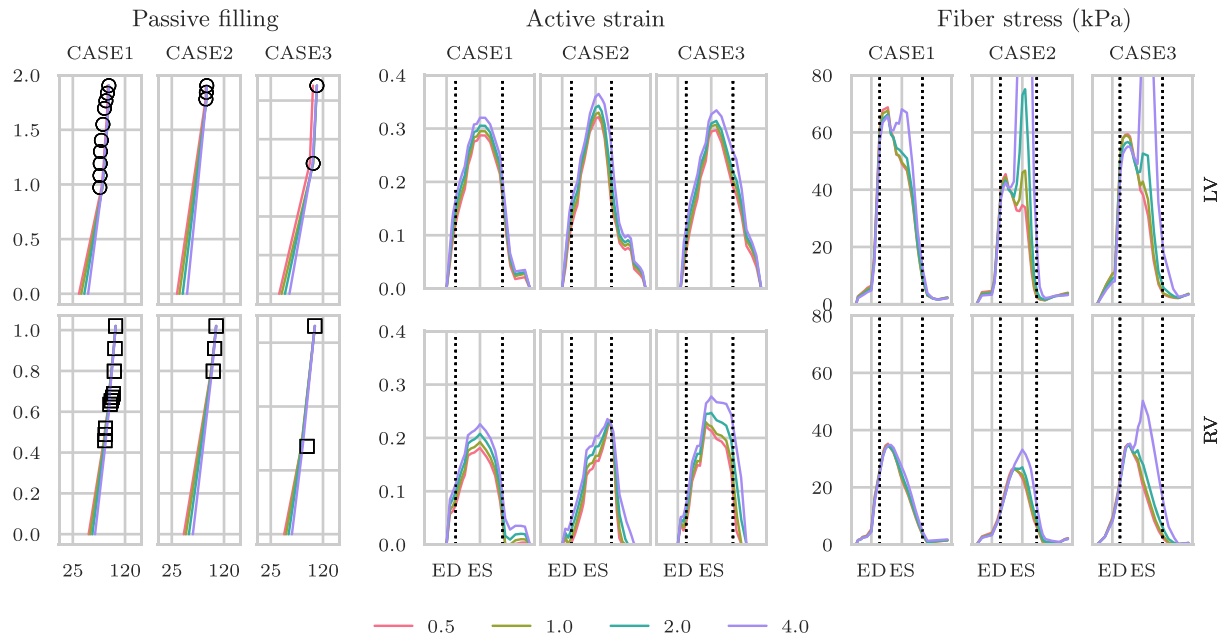 Passive filling Active strain Fiber stress (kPa)
CASE1 CASE2 CASE3 CASE1 CASE2 CASE3 CASE1 CASE2 CASE3
2.0 0.4 80
1.5 0.3 60
1.0 0.2 40 LV
0.5 0.1 20
0.0 0.0 0
1.0 0.4 80
0.8 0.3 60
0.6 0.2 40 RV
0.4 0.1 20
0.2
0.0 0.0 0
25 120 25 120 25 120 ED ES ED ES ED ES ED ES ED ES ED ES
0.5 1.0 2.0 4.0